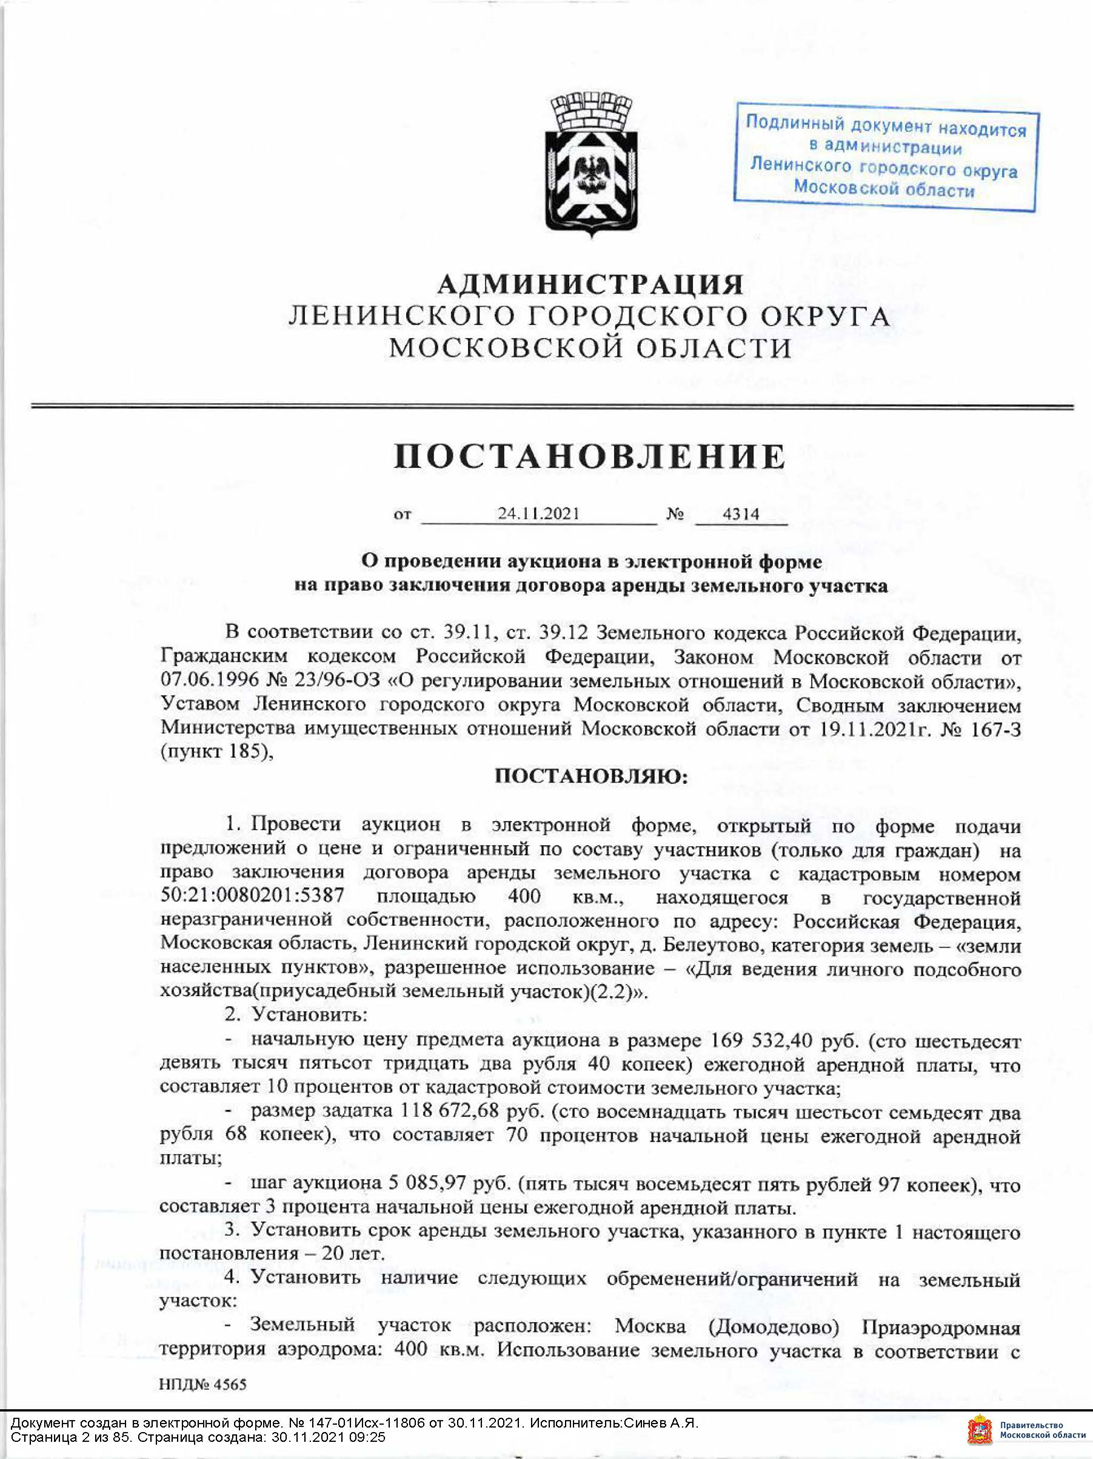 Подлинный документ находится
в администрации
Ленинского городского округа
Московской области
АДМИНИСТРАЦИЯ
ЛЕНИНСКОГО ГОРОДСКОГО ОКРУГА
МОСКОВСКОЙ ОБЛАСТИ
ПОСТАНОВЛЕНИЕ
от 24.11.2021 № 4314
О проведении аукциона в электронной форме
на право заключения договора аренды земельного участка
В соответствии со ст. 39.11, ст. 39.12 Земельного кодекса Российской Федерации,
Гражданским кодексом Российской Федерации, Законом Московской области от
07.06.1996 № 23/96-ОЗ «О регулировании земельных отношений в Московской области»,
Уставом Ленинского городского округа Московской области, Сводным заключением
Министерства имущественных отношений Московской области от 19.11.2021г. № 167-З
(пункт 185),
ПОСТАНОВЛЯЮ:
1. Провести аукцион в электронной форме, открытый по форме подачи
предложений о цене и ограниченный по составу участников (только для граждан) на
право заключения договора аренды земельного участка с кадастровым номером
50:21:0080201:5387 площадью 400 кв.м., находящегося в государственной
неразграниченной собственности, расположенного по адресу: Российская Федерация,
Московская область, Ленинский городской округ, д. Белеутово, категория земель – «земли
населенных пунктов», разрешенное использование – «Для ведения личного подсобного
хозяйства(приусадебный земельный участок)(2.2)».
2. Установить:
- начальную цену предмета аукциона в размере 169 532,40 руб. (сто шестьдесят
девять тысяч пятьсот тридцать два рубля 40 копеек) ежегодной арендной платы, что
составляет 10 процентов от кадастровой стоимости земельного участка;
- размер задатка 118 672,68 руб. (сто восемнадцать тысяч шестьсот семьдесят два
рубля 68 копеек), что составляет 70 процентов начальной цены ежегодной арендной
платы;
- шаг аукциона 5 085,97 руб. (пять тысяч восемьдесят пять рублей 97 копеек), что
составляет 3 процента начальной цены ежегодной арендной платы.
3. Установить срок аренды земельного участка, указанного в пункте 1 настоящего
постановления – 20 лет.
4. Установить наличие следующих обременений/ограничений на земельный
участок:
- Земельный участок расположен: Москва (Домодедово) Приаэродромная
территория аэродрома: 400 кв.м. Использование земельного участка в соответствии с
НПД№ 4565
Документ создан в электронной форме. № 147-01Исх-11806 от 30.11.2021. Исполнитель:Синев А.Я.
Страница 2 из 85. Страница создана: 30.11.2021 09:25
Правительство
Московской области